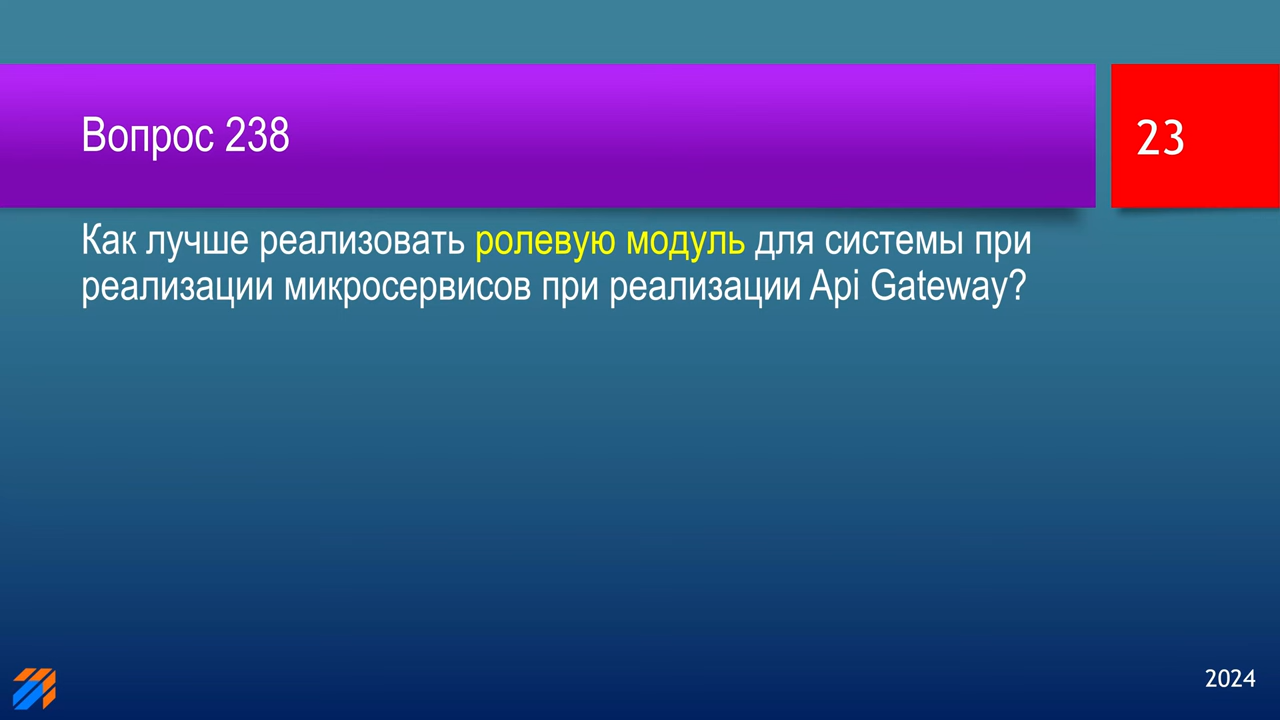 Вопрос 238
23
Как лучше реализовать ролевую модуль для системы при
реализации микросервисов при реализации Api Gateway?
2024